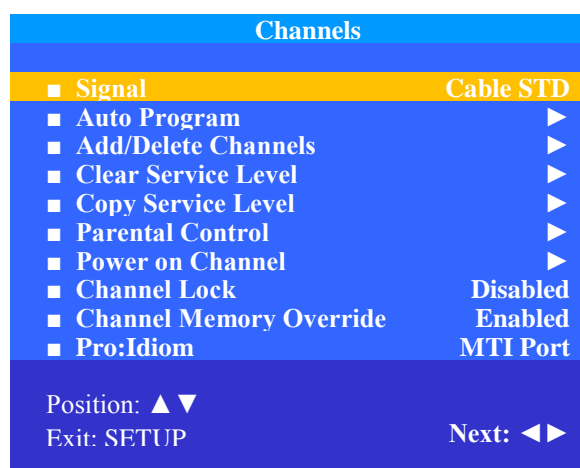 Channels
■ Signal Cable STD
■ Auto Program ►
■ Add/Delete Channels ►
■ Clear Service Level ►
■ Copy Service Level ►
■ Parental Control ►
■ Power on Channel ►
■ Channel Lock Disabled
■ Channel Memory Override Enabled
■ Pro:Idiom MTI Port
Position: ▲▼
Exit: SETUP Next: ◄►